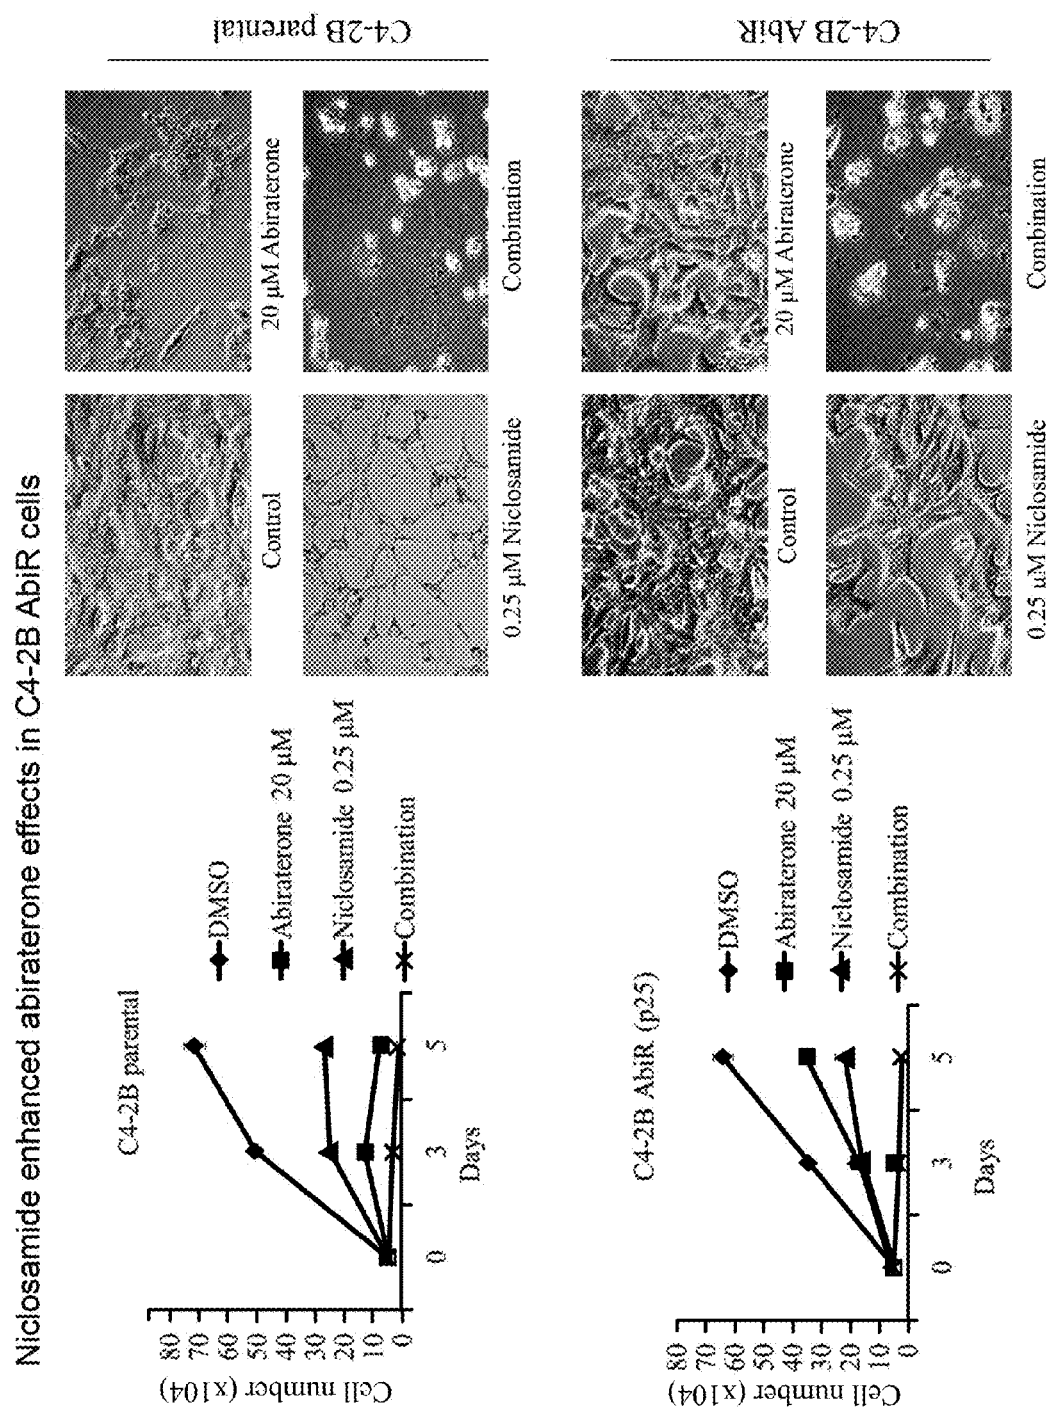 Niclosamide enhanced abiraterone effects in C4-2B AbiR cells
C4-2B parental
Cell number (x104)
80
70
60
50
40
30
20
10
0
0
3
5
Days
DMSO
Abiraterone 20 µM
Niclosamide 0.25 µM
Combination
Control
20 µM Abiraterone
0.25 µM Niclosamide
Combination
C4-2B parental
C4-2B AbiR (p25)
Cell number (x104)
80
70
60
50
40
30
20
10
0
0
3
5
Days
DMSO
Abiraterone 20 µM
Niclosamide 0.25 µM
Combination
Control
20 µM Abiraterone
0.25 µM Niclosamide
Combination
C4-2B AbiR